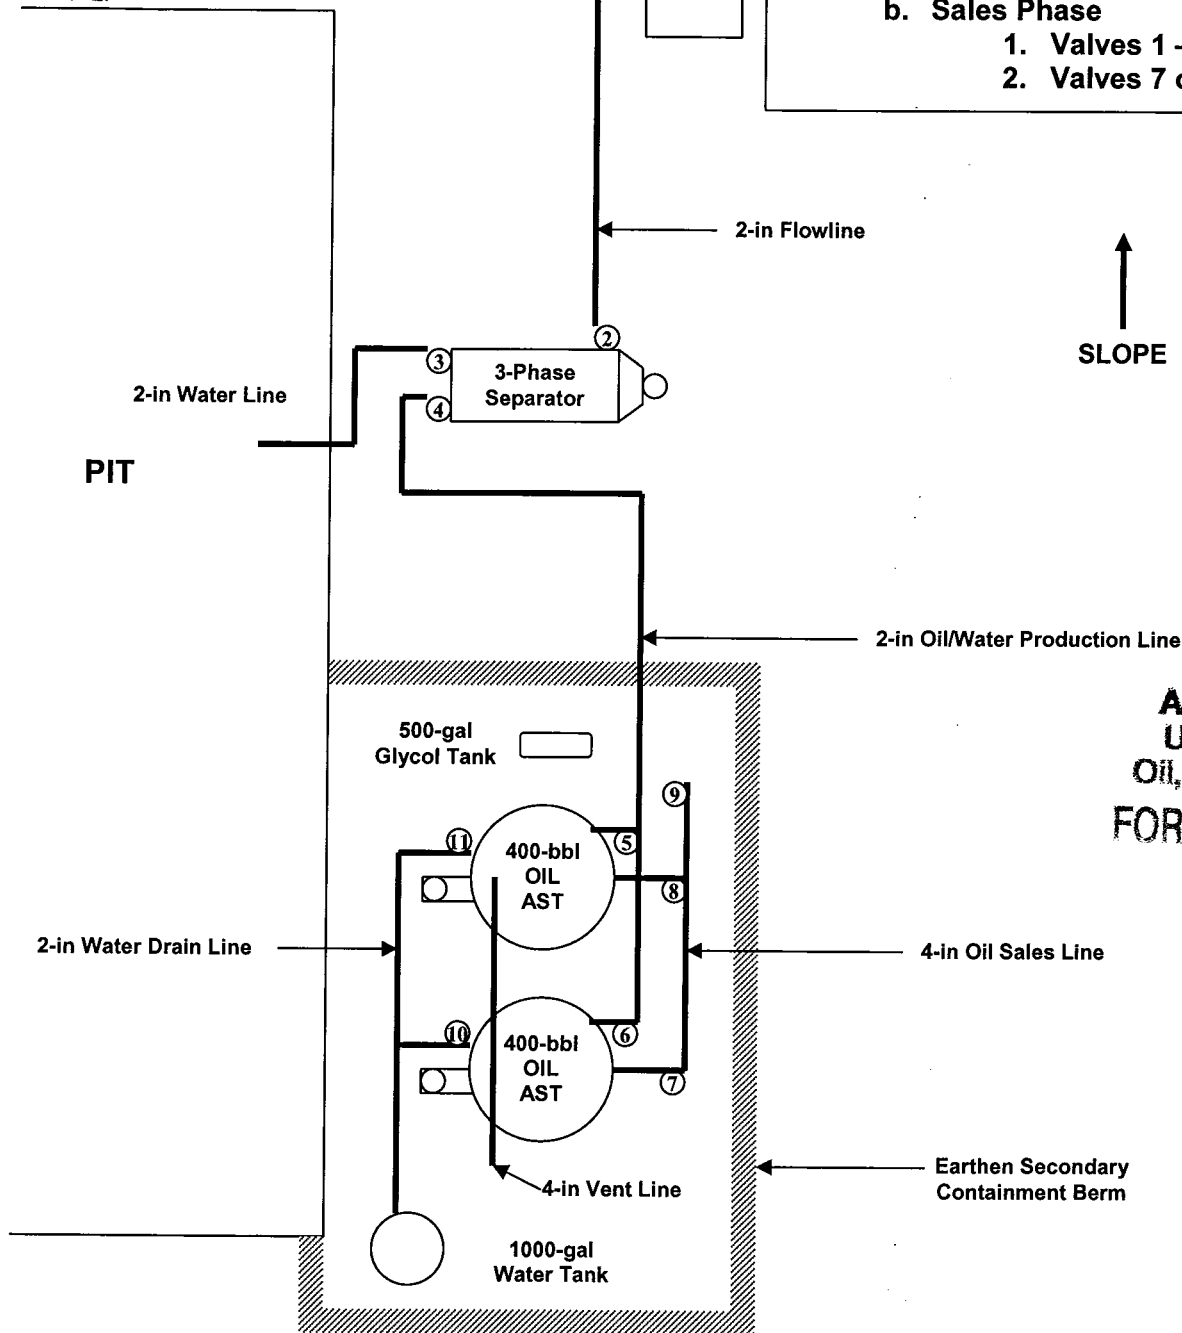 b. Sales Phase
1. Valves 1 -
2. Valves 7
2-in Flowline
SLOPE
2
3
3-Phase
Separator
4
2-in Water Line
PIT
2-in Oil/Water Production Line
A
U
Oil,
FOR
500-gal
Glycol Tank
9
11
5
400-bbl
OIL
AST
8
2-in Water Drain Line
4-in Oil Sales Line
10
6
400-bbl
OIL
AST
7
Earthen Secondary
Containment Berm
4-in Vent Line
1000-gal
Water Tank